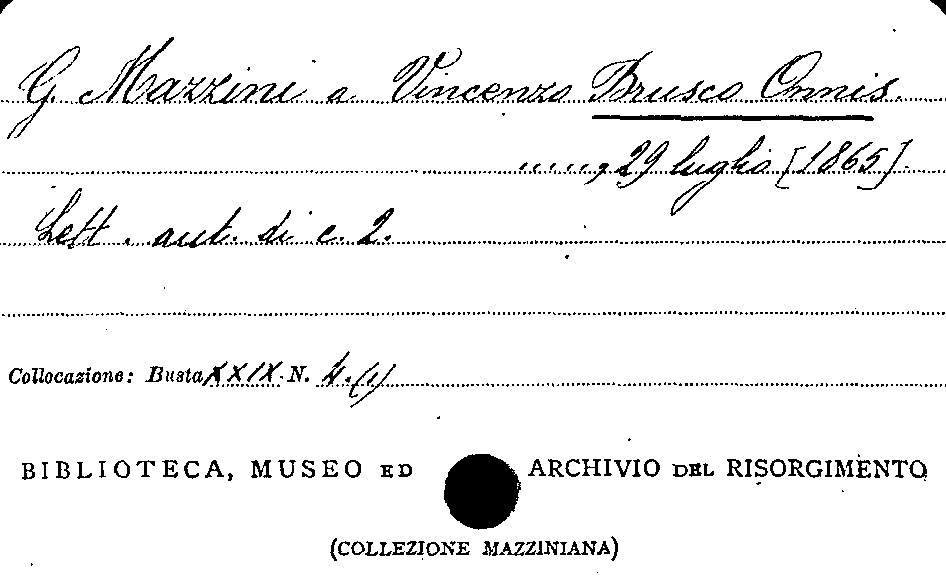 G. Mazzini a Vincenzo Brusco Onnis.
....., 29 luglio [1865].
Lett. aut. di c. 2.
Collocazione: Busta XXIX. N. 4.(1)
BIBLIOTECA, MUSEO ED ARCHIVIO DEL RISORGIMENTO
(COLLEZIONE MAZZINIANA)